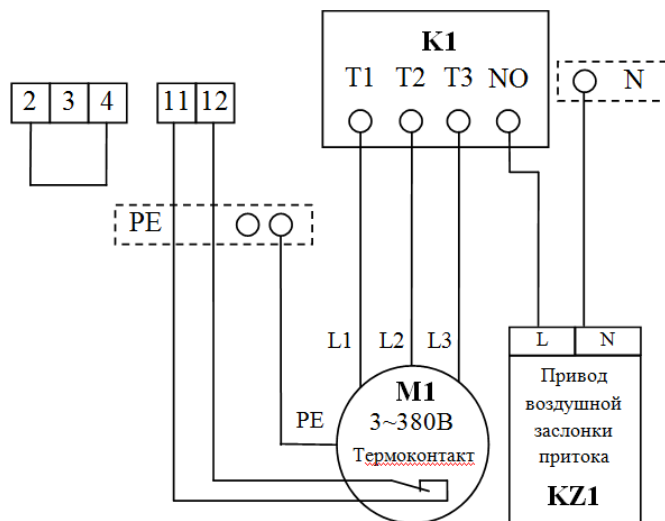 K1
T1 T2 T3 NO
N
2 3 4
11 12
PE
L1 L2 L3
L N
M1
3~380В
Термоконтакт
PE
Привод
воздушной
заслонки
притока
KZ1